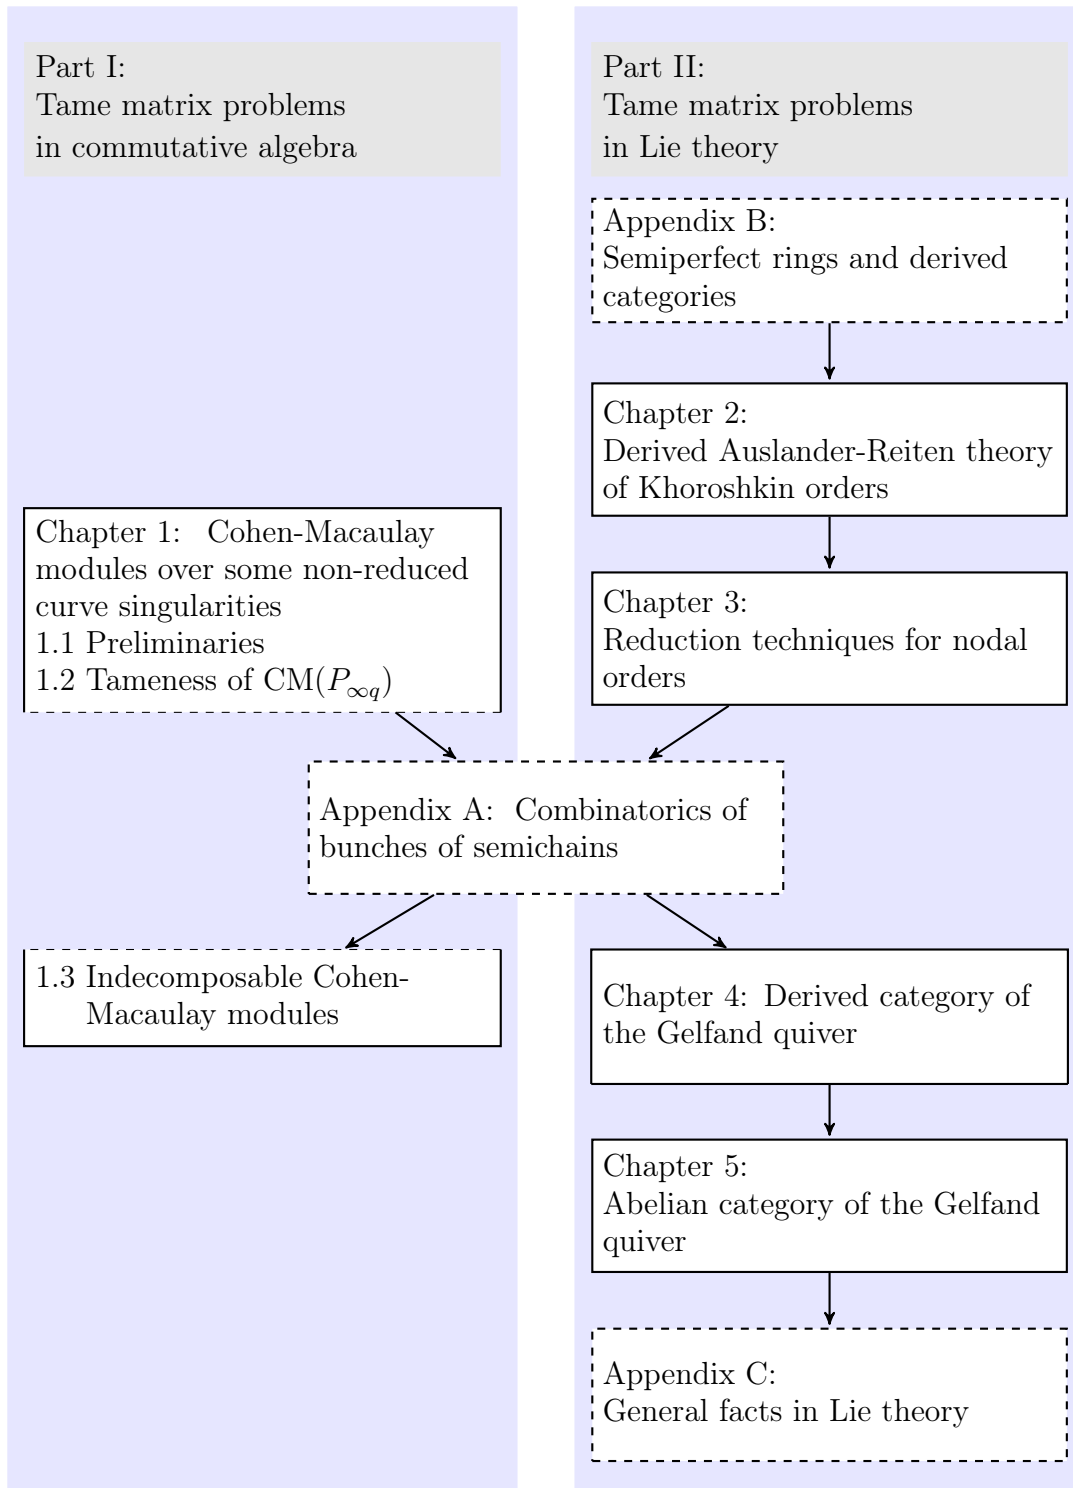 Part I:
Tame matrix problems
in commutative algebra
Part II:
Tame matrix problems
in Lie theory
Appendix B:
Semiperfect rings and derived
categories
Chapter 2:
Derived Auslander-Reiten theory
of Khoroshkin orders
Chapter 1: Cohen-Macaulay
modules over some non-reduced
curve singularities
1.1 Preliminaries
1.2 Tameness of CM($P_{\infty q}$)
Chapter 3:
Reduction techniques for nodal
orders
Appendix A: Combinatorics of
bunches of semichains
1.3 Indecomposable Cohen-
Macaulay modules
Chapter 4: Derived category of
the Gelfand quiver
Chapter 5:
Abelian category of the Gelfand
quiver
Appendix C:
General facts in Lie theory